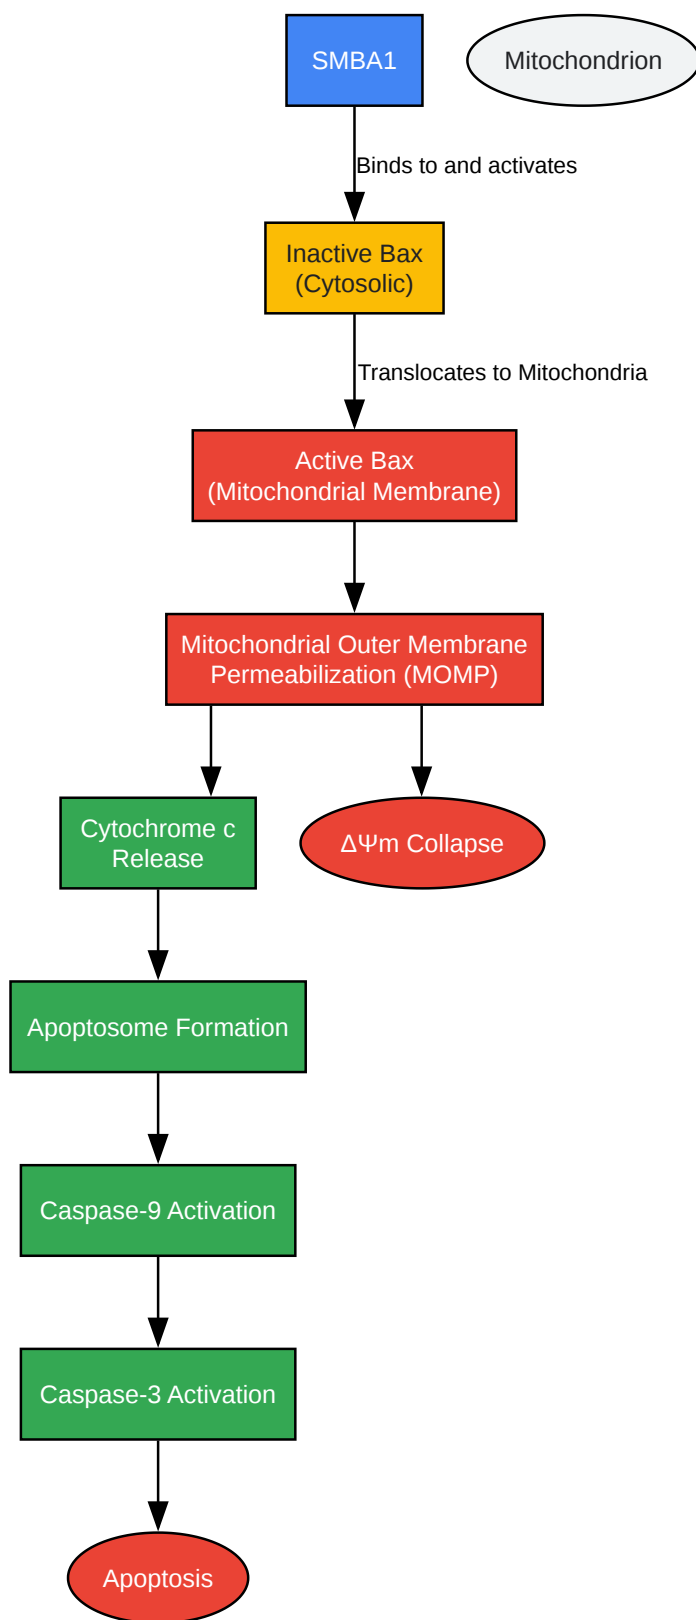 SMBA1
Mitochondrion
Binds to and activates
Inactive Bax
(Cytosolic)
Translocates to Mitochondria
Active Bax
(Mitochondrial Membrane)
Mitochondrial Outer Membrane
Permeabilization (MOMP)
Cytochrome c
Release
ΔΨm Collapse
Apoptosome Formation
Caspase-9 Activation
Caspase-3 Activation
Apoptosis